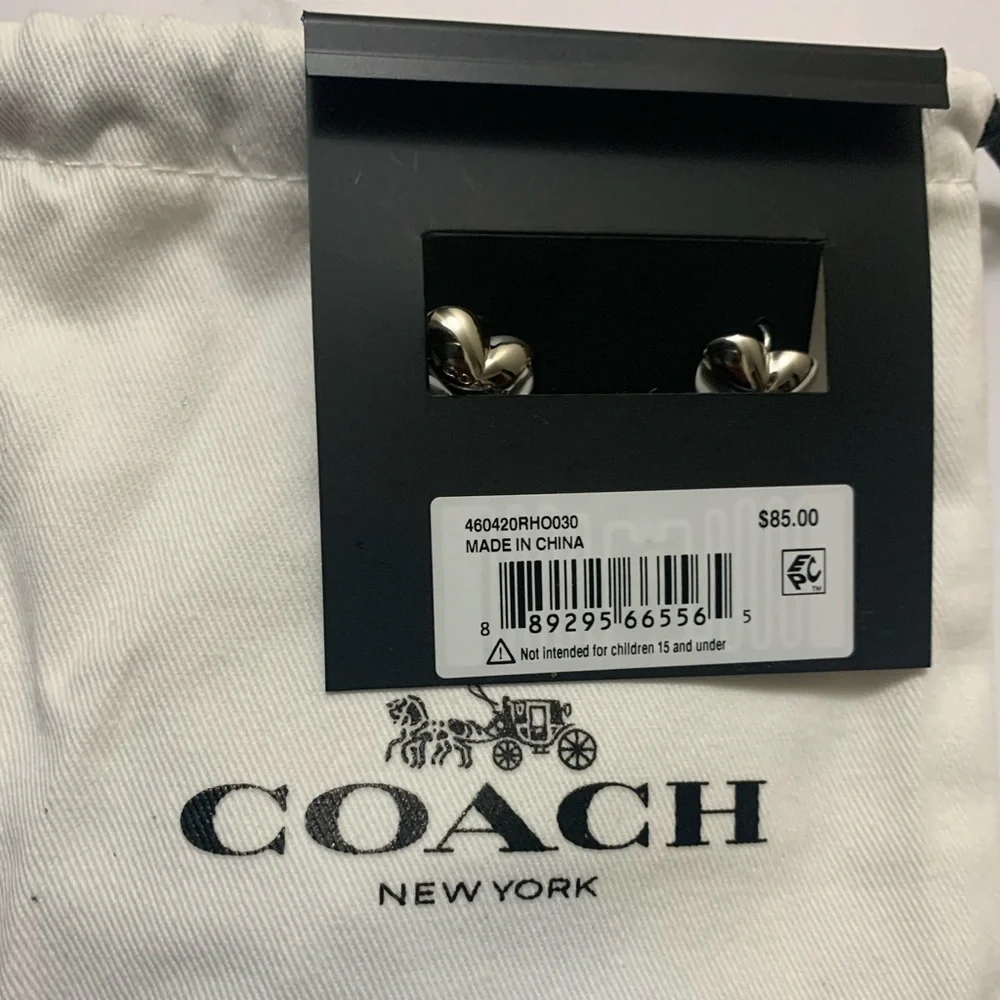 460420RHO030
$85.00
MADE IN CHINA
EPC
TM
8 89295 66556 5
Not intended for children 15 and under
COACH
NEW YORK